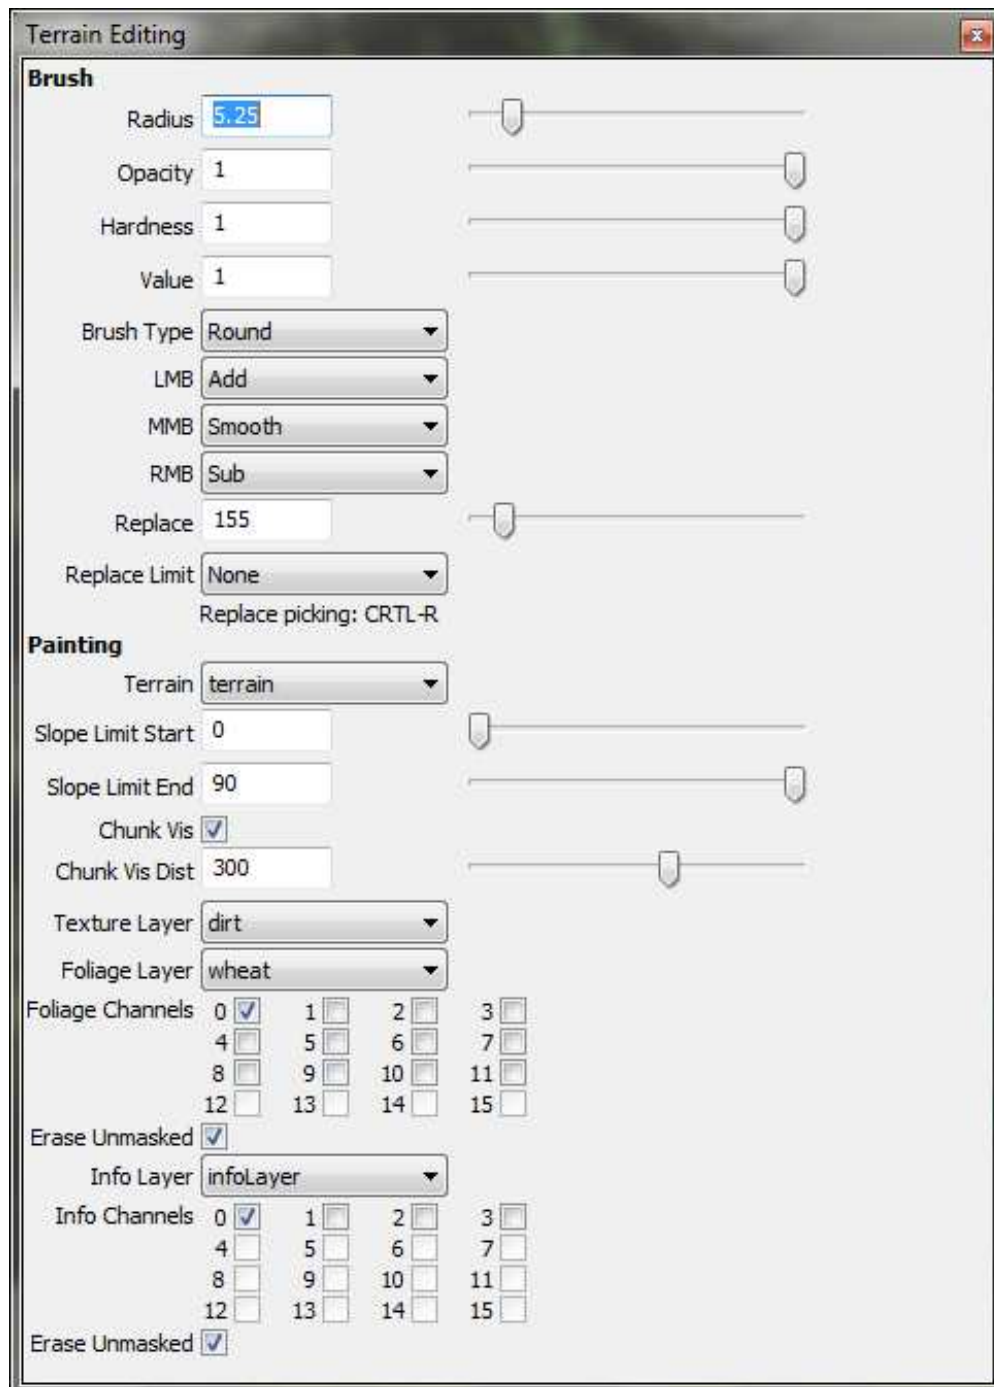 Terrain Editing
Brush
Radius 5.25
Opacity 1
Hardness 1
Value 1
Brush Type Round
LMB Add
MMB Smooth
RMB Sub
Replace 155
Replace Limit None
Replace picking: CRTL-R
Painting
Terrain terrain
Slope Limit Start 0
Slope Limit End 90
Chunk Vis
Chunk Vis Dist 300
Texture Layer dirt
Foliage Layer wheat
Foliage Channels 0 1 2 3
4 5 6 7
8 9 10 11
12 13 14 15
Erase Unmasked
Info Layer infoLayer
Info Channels 0 1 2 3
4 5 6 7
8 9 10 11
12 13 14 15
Erase Unmasked